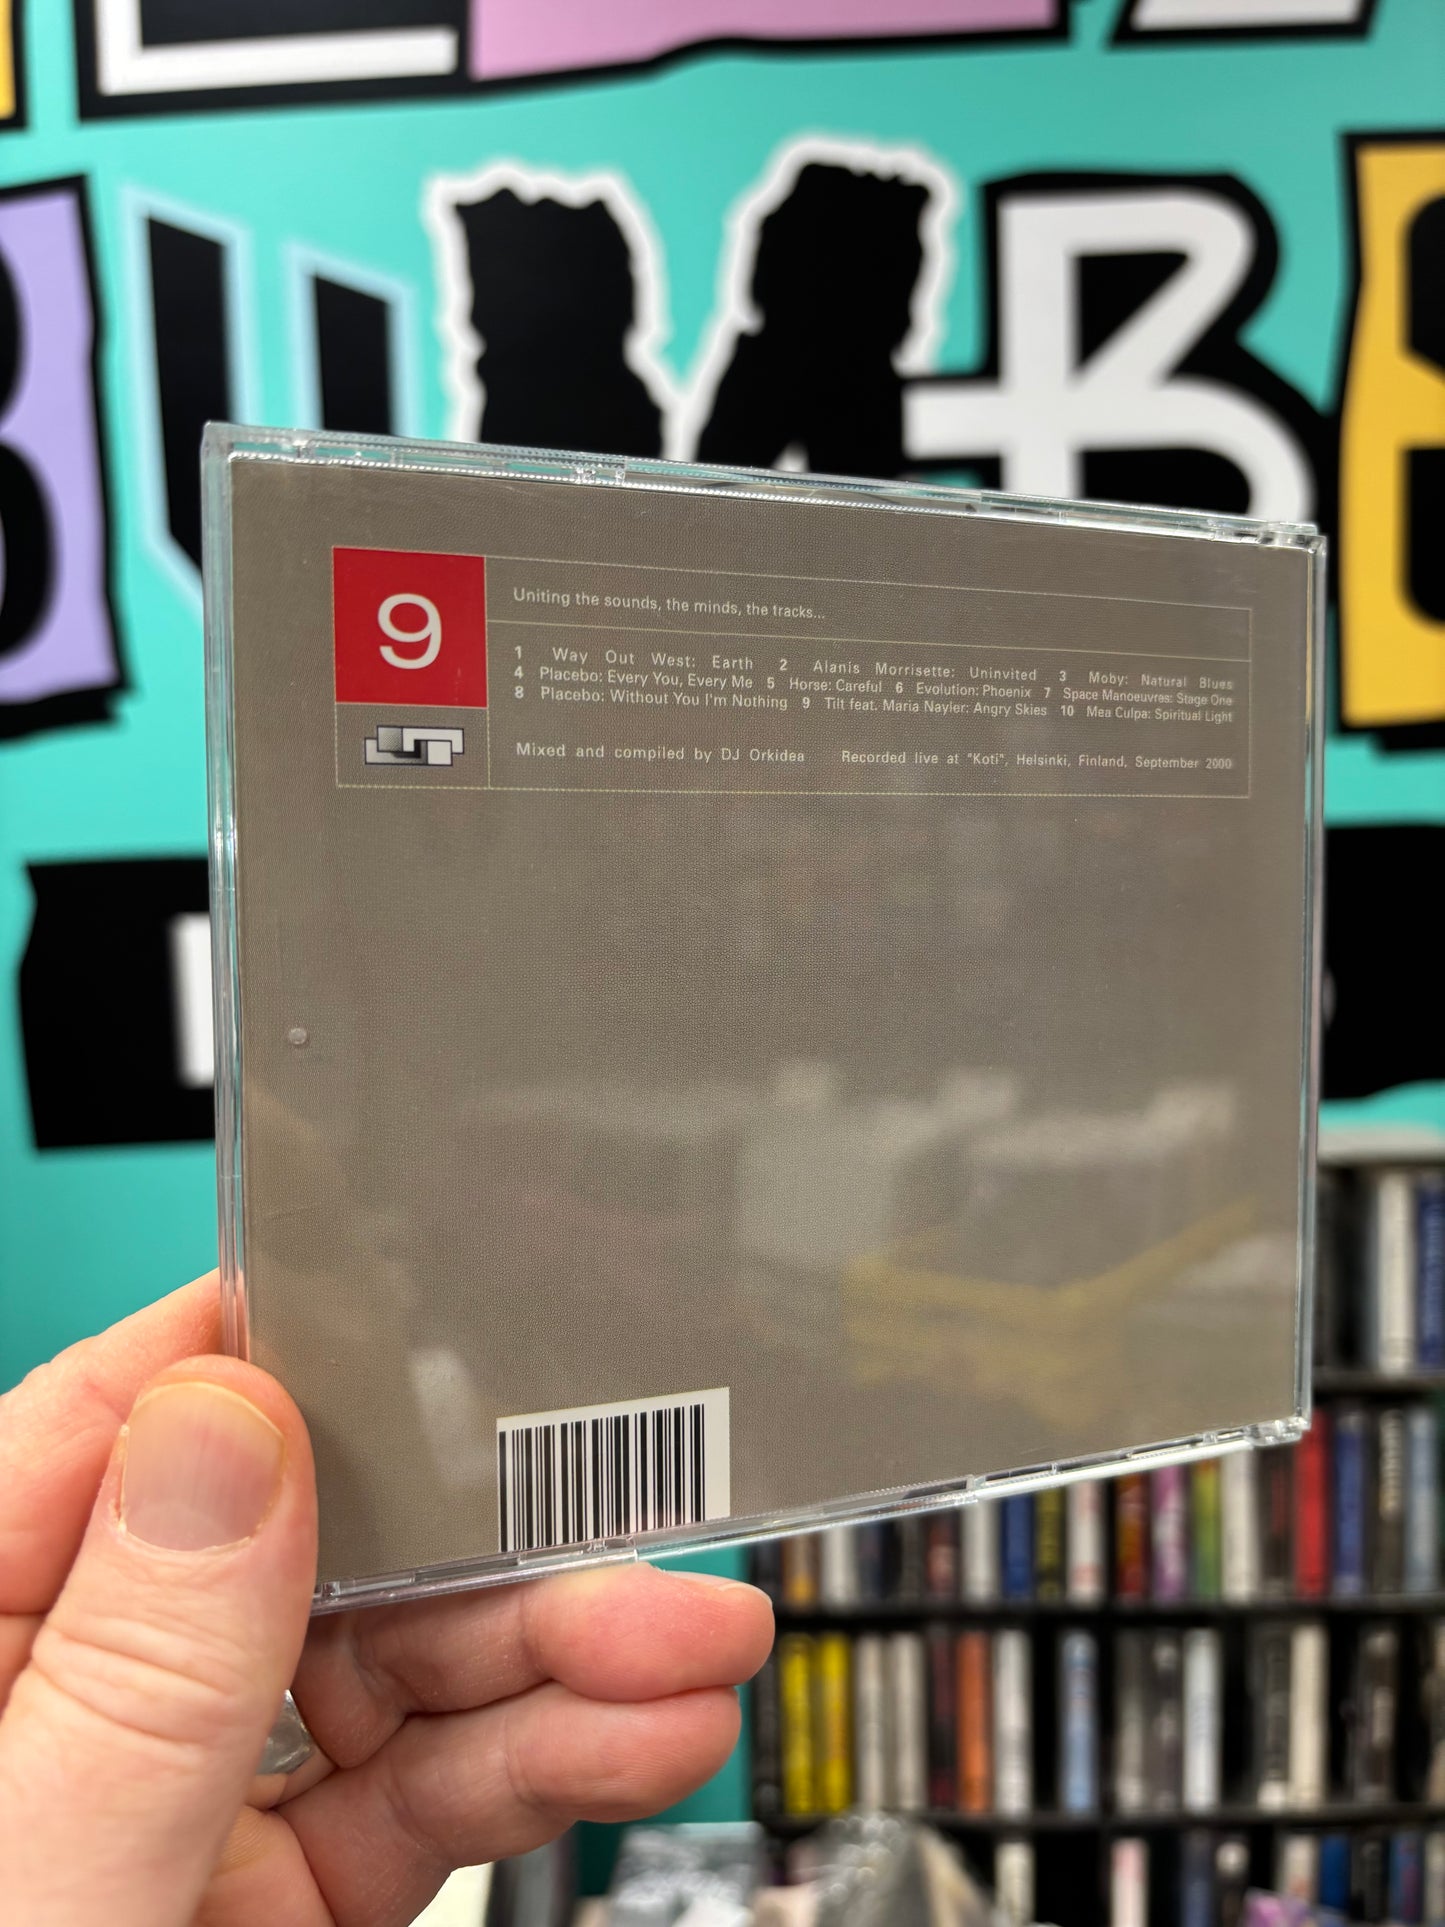 9
Uniting the sounds, the minds, the tracks...
1 Way Out West: Earth 2 Alanis Morrisette: Uninvited 3 Moby: Natural Blues
4 Placebo: Every You, Every Me 5 Horse: Careful 6 Evolution: Phoenix 7 Space Manoeuvres: Stage One
8 Placebo: Without You I'm Nothing 9 Tilt feat. Maria Nayler: Angry Skies 10 Mea Culpa: Spiritual Light
Mixed and compiled by DJ Orkidea Recorded live at "Koti", Helsinki, Finland, September 2000